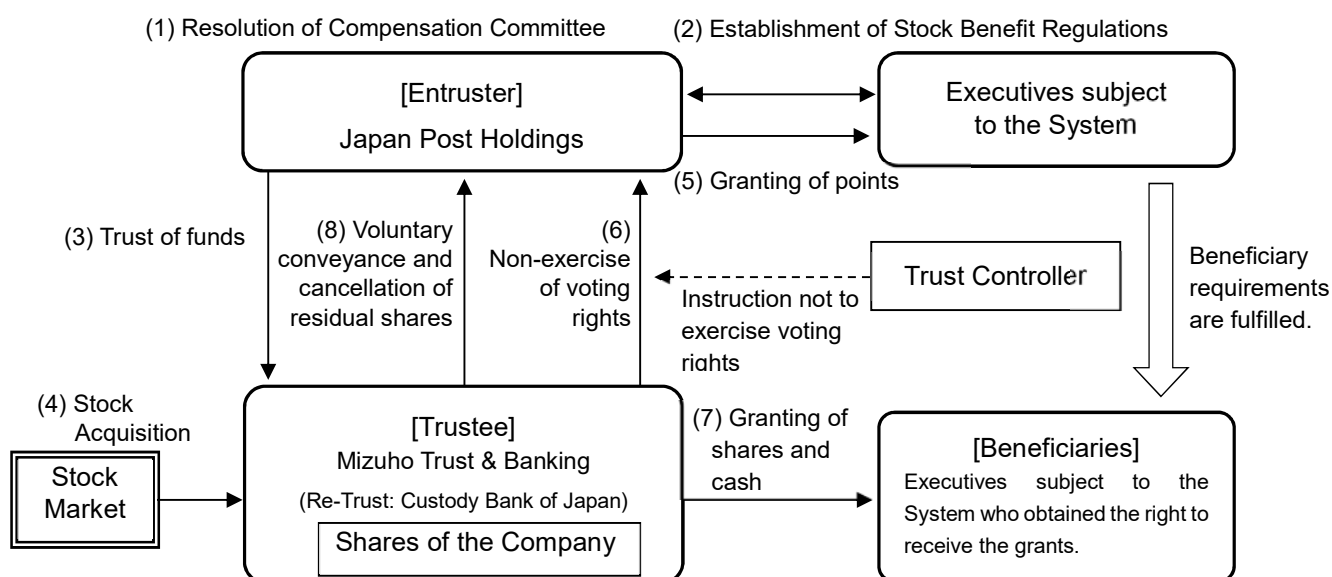 (1) Resolution of Compensation Committee
(2) Establishment of Stock Benefit Regulations
[Entruster]
Japan Post Holdings
Executives subject
to the System
(5) Granting of points
(3) Trust of funds
(8) Voluntary
conveyance and
cancellation of
residual shares
(6)
Non-exercise
of voting
rights
Instruction not to
exercise voting
rights
Trust Controller
Beneficiary
requirements
are fulfilled.
(4) Stock
Acquisition
Stock
Market
[Trustee]
Mizuho Trust & Banking
(Re-Trust: Custody Bank of Japan)
Shares of the Company
(7) Granting of
shares and
cash
[Beneficiaries]
Executives subject to the
System who obtained the right to
receive the grants.